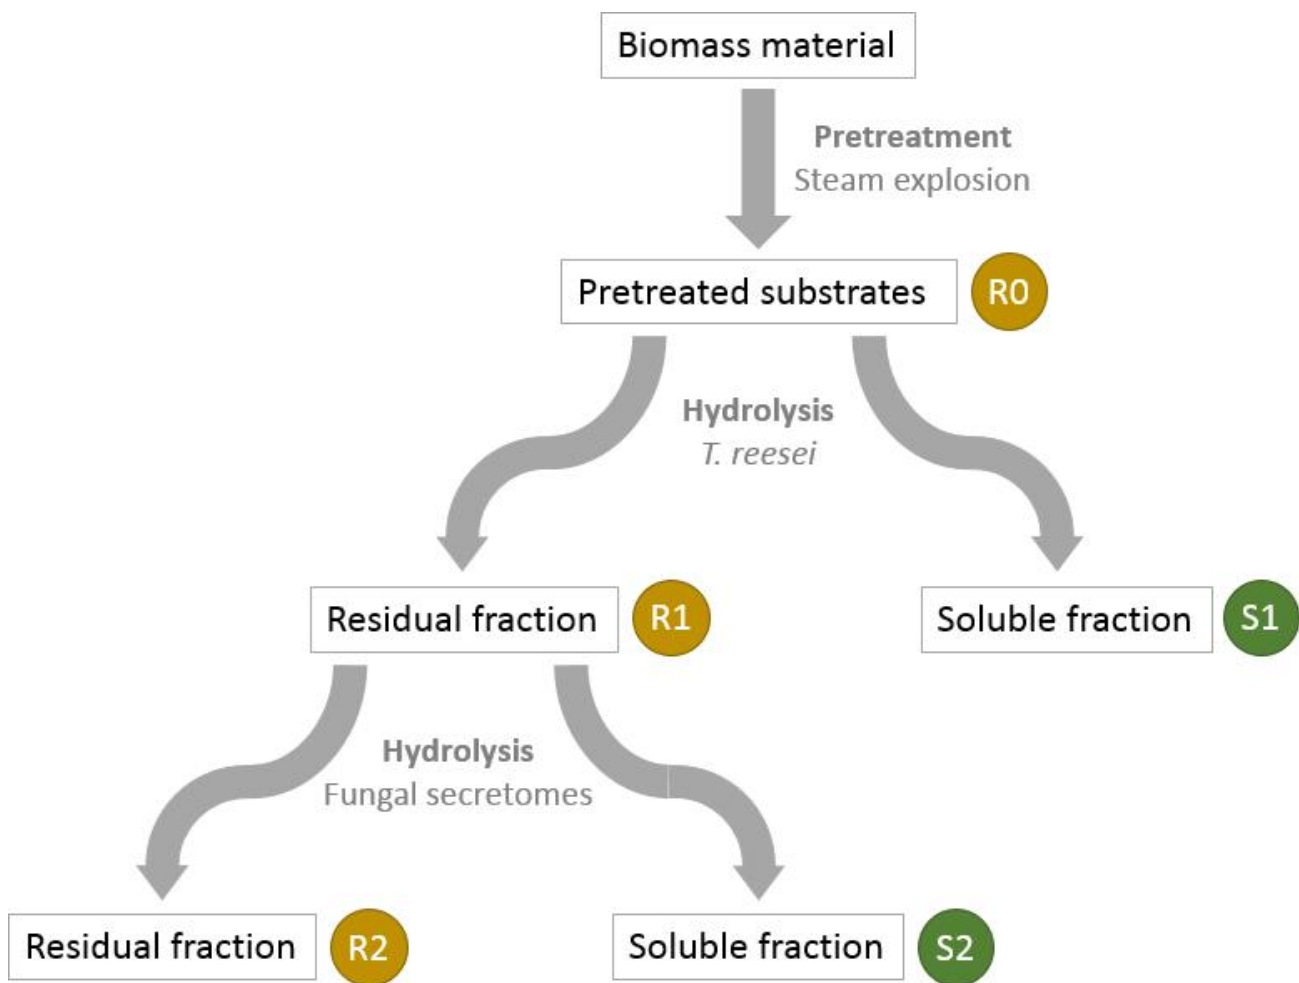 Biomass material
Pretreatment
Steam explosion
Pretreated substrates
R0
Hydrolysis
T. reesei
Residual fraction
R1
Soluble fraction
S1
Hydrolysis
Fungal secretomes
Residual fraction
R2
Soluble fraction
S2